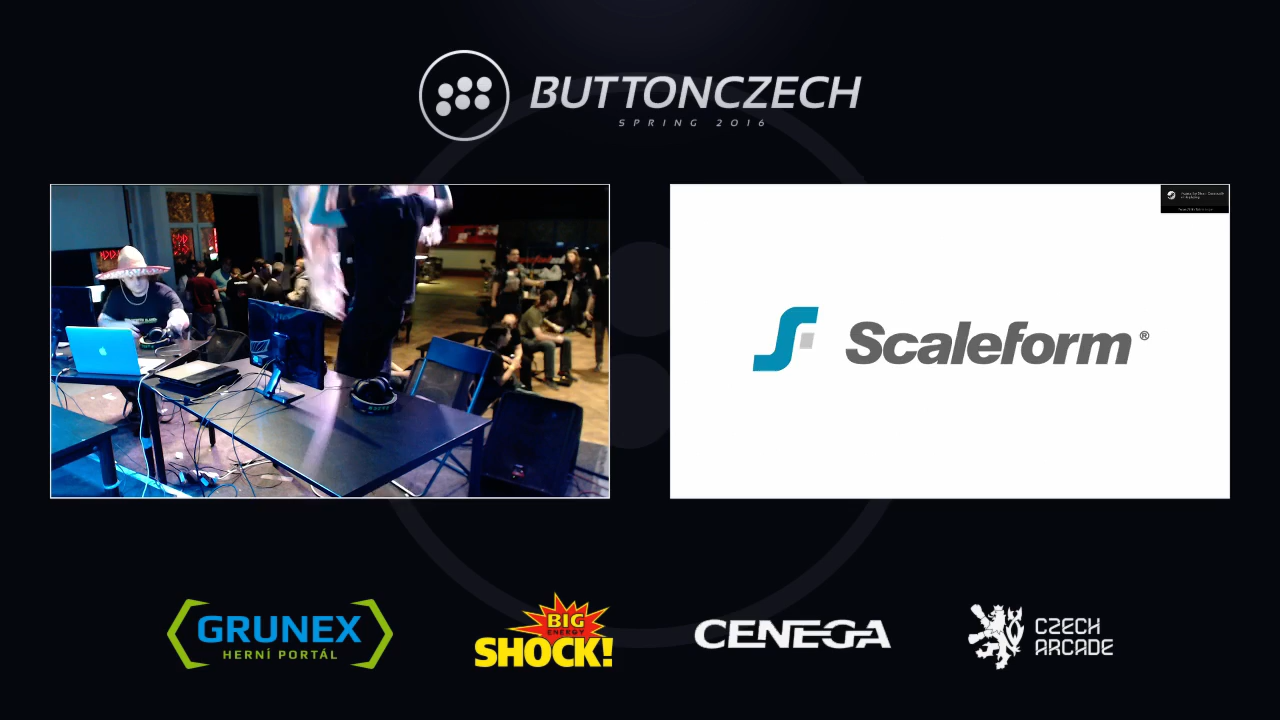 BUTTONCZECH
SPRING 2016
Scaleform®
GRUNEX
HERNÍ PORTÁL
BIG
ENERGY
SHOCK!
CENEGA
CZECH
ARCADE